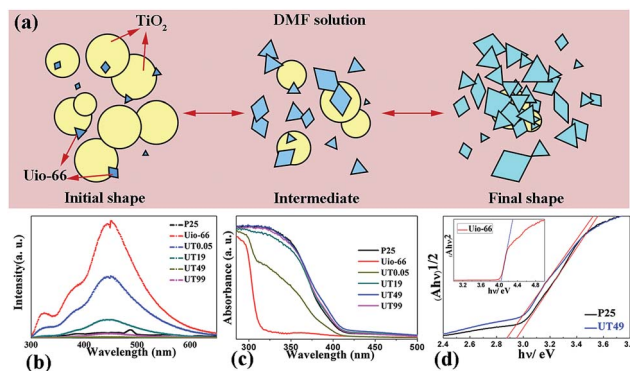 (a)
TiO2
DMF solution
Uio-66
Initial shape
Intermediate
Final shape
Intensity(a. u.)
P25
Uio-66
UT0.05
UT19
UT49
UT99
300 400 500 600
Wavelength (nm)
(b)
Absorbance (a. u.)
P25
Uio-66
UT0.05
UT19
UT49
UT99
250 300 350 400 450 500
Wavelength (nm)
(c)
(Ahν)1/2
(Ahν)2
Uio-66
3.6 4.0 4.4 4.8
hν/ eV
P25
UT49
2.4 2.6 2.8 3.0 3.2 3.4 3.6 3.8
hν/ eV
(d)